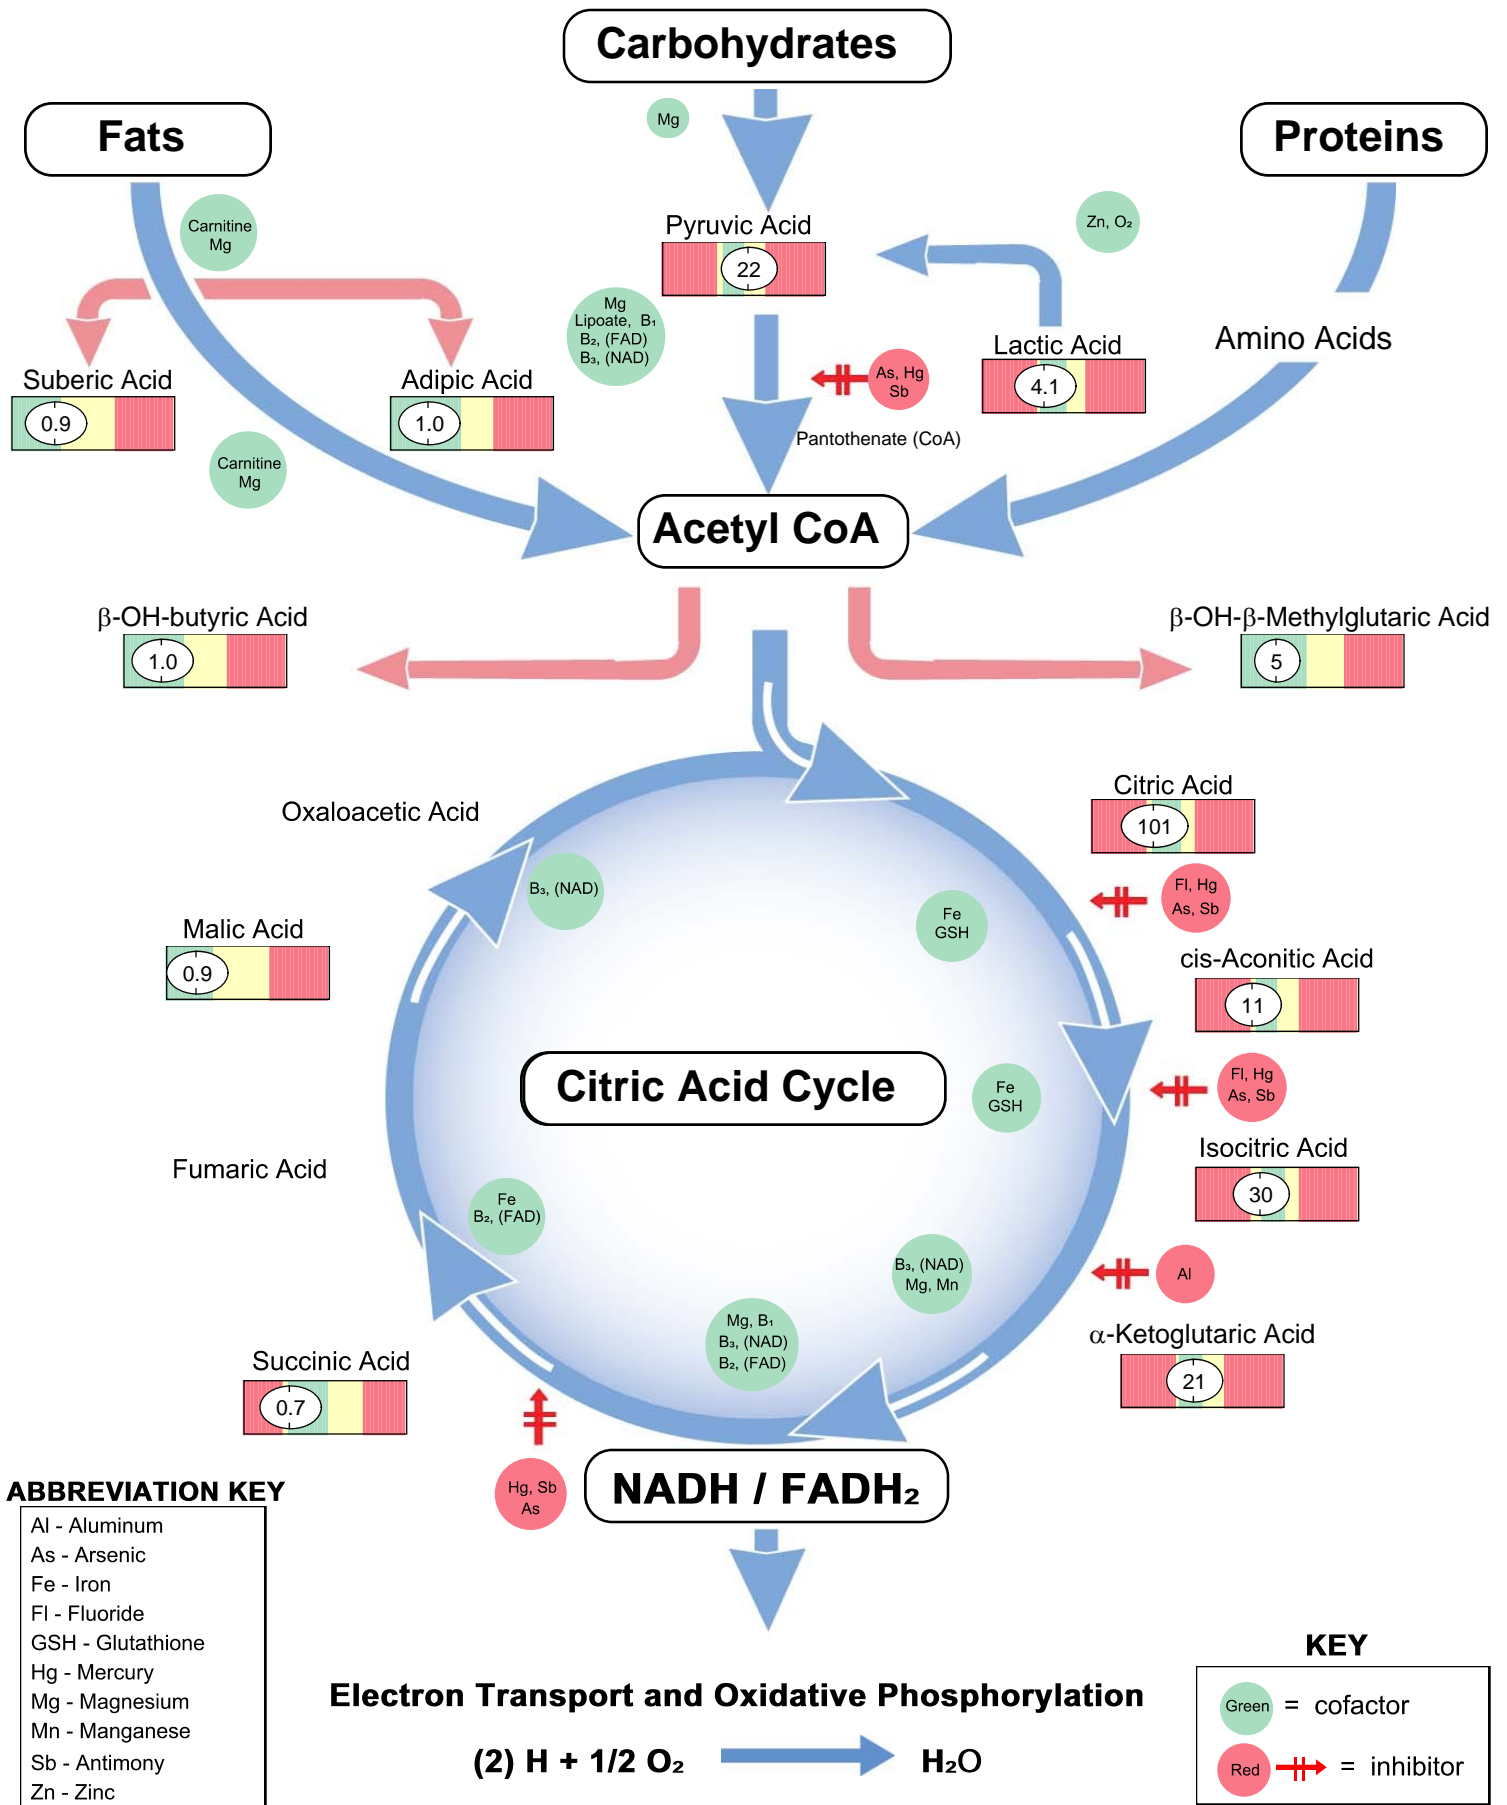 Carbohydrates
Fats
Proteins
Mg
Carnitine
Mg
Zn, O₂
Pyruvic Acid
22
Mg
Lipoate, B₁
B₂, (FAD)
B₃, (NAD)
As, Hg
Sb
Lactic Acid
4.1
Amino Acids
Suberic Acid
0.9
Adipic Acid
1.0
Carnitine
Mg
Pantothenate (CoA)
Acetyl CoA
β-OH-butyric Acid
1.0
β-OH-β-Methylglutaric Acid
5
Citric Acid
101
Oxaloacetic Acid
B₃, (NAD)
Fl, Hg
As, Sb
Fe
GSH
Malic Acid
0.9
cis-Aconitic Acid
11
Citric Acid Cycle
Fe
GSH
Fl, Hg
As, Sb
Isocitric Acid
30
Fumaric Acid
Fe
B₂, (FAD)
B₃, (NAD)
Mg, Mn
Al
Mg, B₁
B₃, (NAD)
B₂, (FAD)
α-Ketoglutaric Acid
21
Succinic Acid
0.7
Hg, Sb
As
NADH / FADH₂
ABBREVIATION KEY
Al - Aluminum
As - Arsenic
Fe - Iron
Fl - Fluoride
GSH - Glutathione
Hg - Mercury
Mg - Magnesium
Mn - Manganese
Sb - Antimony
Zn - Zinc
Electron Transport and Oxidative Phosphorylation
(2) H + 1/2 O₂ H₂O
KEY
Green = cofactor
Red = inhibitor